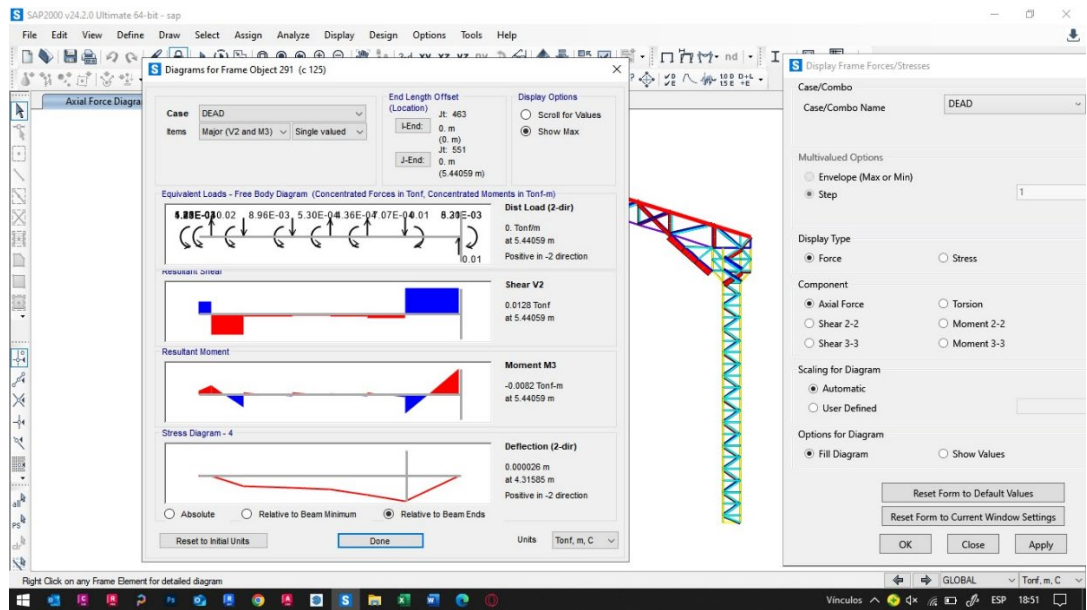 SAP2000 v24.2.0 Ultimate 64-bit - sap
File Edit View Define Draw Select Assign Analyze Display Design Options Tools Help
Axial Force Diagra
Diagrams for Frame Object 291 (c 125)
Case DEAD
Items Major (V2 and M3) Single valued
End Length Offset
(Location)
Jt: 463
I-End: 0. m
(0. m)
Jt: 551
J-End: 0. m
(5.44059 m)
Display Options
Scroll for Values
Show Max
Equivalent Loads - Free Body Diagram (Concentrated Forces in Tonf, Concentrated Moments in Tonf-m)
0.02 8.96E-03 5.30E-04 4.36E-04 7.07E-04 0.01
0.01
Dist Load (2-dir)
0. Tonf/m
at 5.44059 m
Positive in -2 direction
Resultant Shear
Shear V2
0.0128 Tonf
at 5.44059 m
Resultant Moment
Moment M3
-0.0082 Tonf-m
at 5.44059 m
Stress Diagram - 4
Deflection (2-dir)
0.000026 m
at 4.31585 m
Positive in -2 direction
Absolute Relative to Beam Minimum Relative to Beam Ends
Reset to Initial Units Done Units Tonf, m, C
Display Frame Forces/Stresses
Case/Combo
Case/Combo Name DEAD
Multivalued Options
Envelope (Max or Min)
Step 1
Display Type
Force Stress
Component
Axial Force Torsion
Shear 2-2 Moment 2-2
Shear 3-3 Moment 3-3
Scaling for Diagram
Automatic
User Defined
Options for Diagram
Fill Diagram Show Values
Reset Form to Default Values
Reset Form to Current Window Settings
OK Close Apply
Right Click on any Frame Element for detailed diagram
GLOBAL Tonf, m, C
Vínculos ESP 18:51